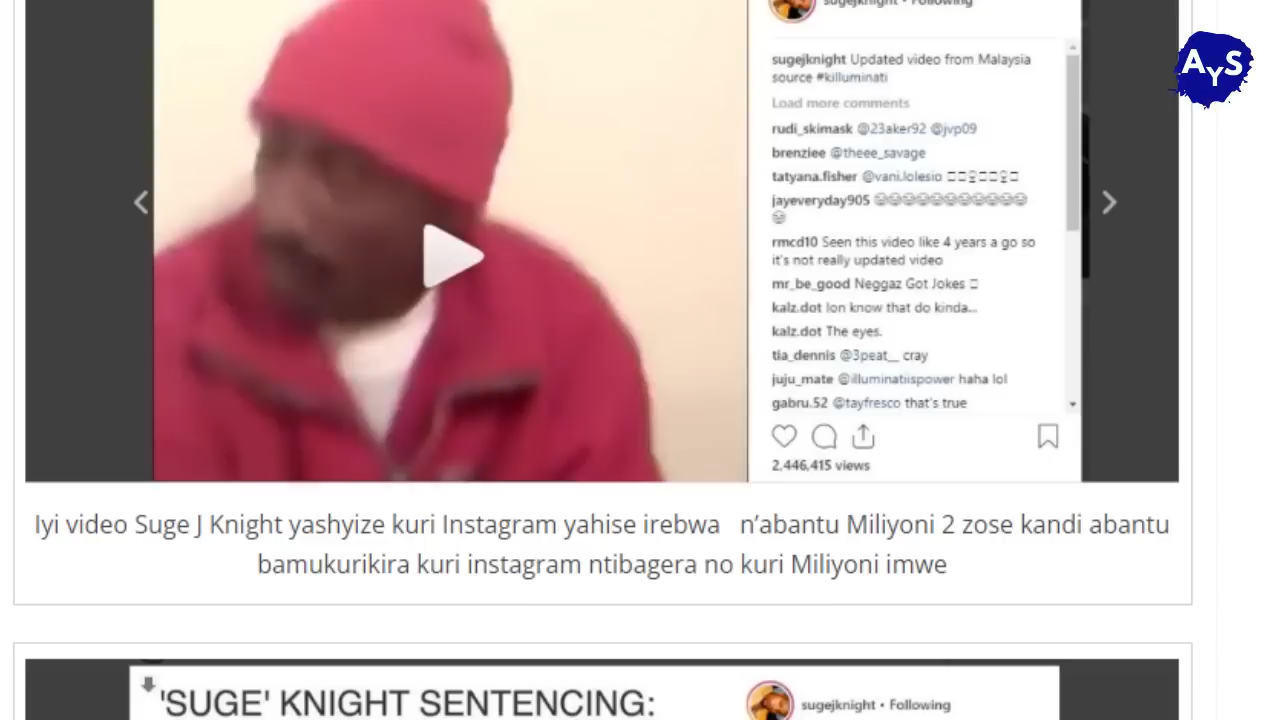 sugejknight • Following
AyS
sugejknight Updated video from Malaysia
source #killuminati
Load more comments
rudi_skimask @23aker92 @jvp09
brenziee @theee_savage
tatyana.fisher @vani.lolesio
jayeveryday905
rmcd10 Seen this video like 4 years a go so
it's not really updated video
mr_be_good Neggaz Got Jokes
kalz.dot Ion know that do kinda...
kalz.dot The eyes.
tia_dennis @3peat__ cray
juju_mate @illuminatiispower haha lol
gabru.52 @tayfresco that's true
2,446,415 views
Iyi video Suge J Knight yashyize kuri Instagram yahise irebwa n’abantu Miliyoni 2 zose kandi abantu
bamukurikira kuri instagram ntibagera no kuri Miliyoni imwe
'SUGE' KNIGHT SENTENCING:
sugejknight • Following